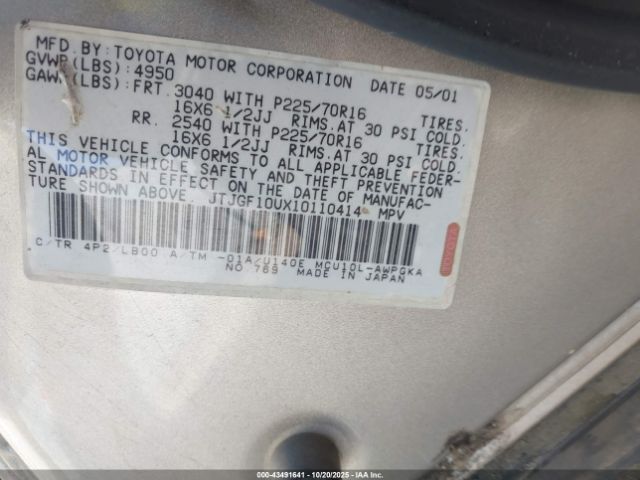 MFD.BY:TOYOTA MOTOR CORPORATION DATE 05/01
GVWR(LBS):4950
GAWR(LBS):FRT.3040 WITH P225/70R16 TIRES.
16X6 1/2JJ RIMS.AT 30 PSI COLD.
RR. 2540 WITH P225/70R16 TIRES.
16X6 1/2JJ RIMS.AT 30 PSI COLD.
THIS VEHICLE CONFORMS TO ALL APPLICABLE FEDER-
AL MOTOR VEHICLE SAFETY AND THEFT PREVENTION
STANDARDS IN EFFECT ON THE DATE OF MANUFAC-
TURE SHOWN ABOVE. JTJGF10UX10110414 MPV
C/TR 4P2/LB00 A/TM -01A/U140E MCU10L-AWPGKA
NO 769 MADE IN JAPAN
TOYOTA
000-43491641 - 10/20/2025 - IAAI.COM